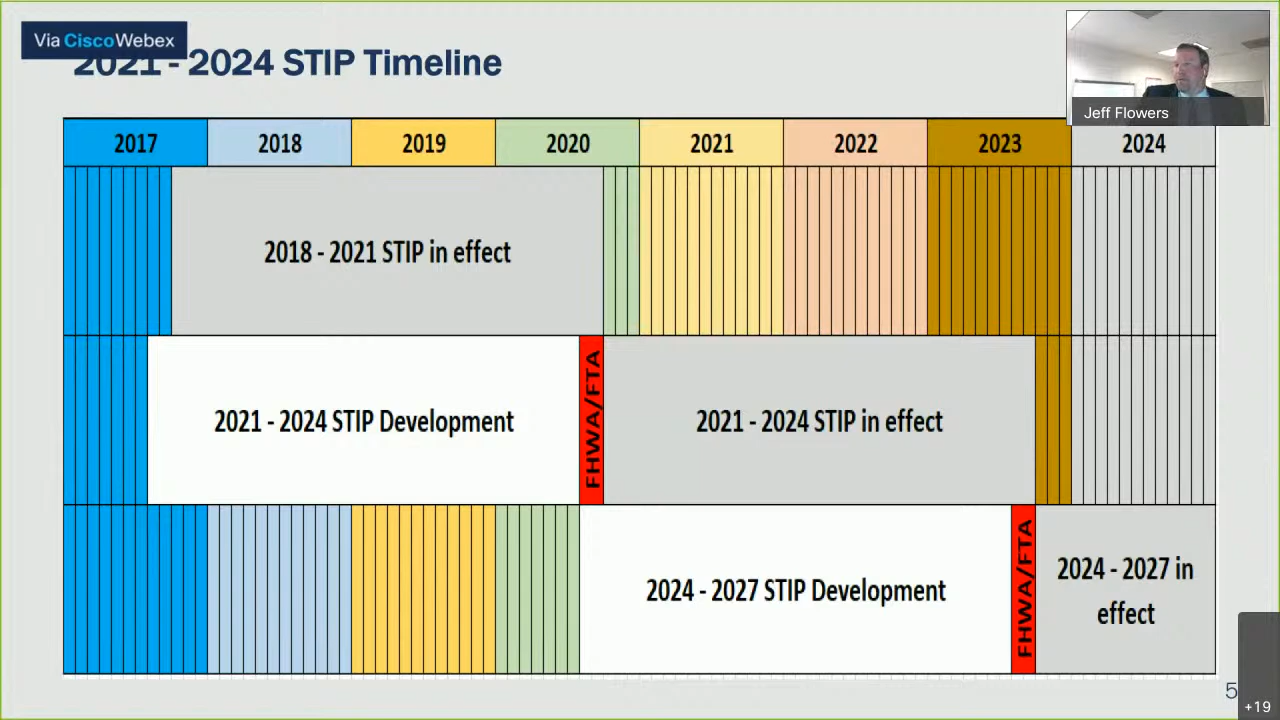 Via CiscoWebex
2021 - 2024 STIP Timeline
Jeff Flowers
2017 2018 2019 2020 2021 2022 2023 2024
2018 - 2021 STIP in effect
2021 - 2024 STIP Development
FHWA/FTA
2021 - 2024 STIP in effect
2024 - 2027 STIP Development
FHWA/FTA
2024 - 2027 in
effect
5
+19